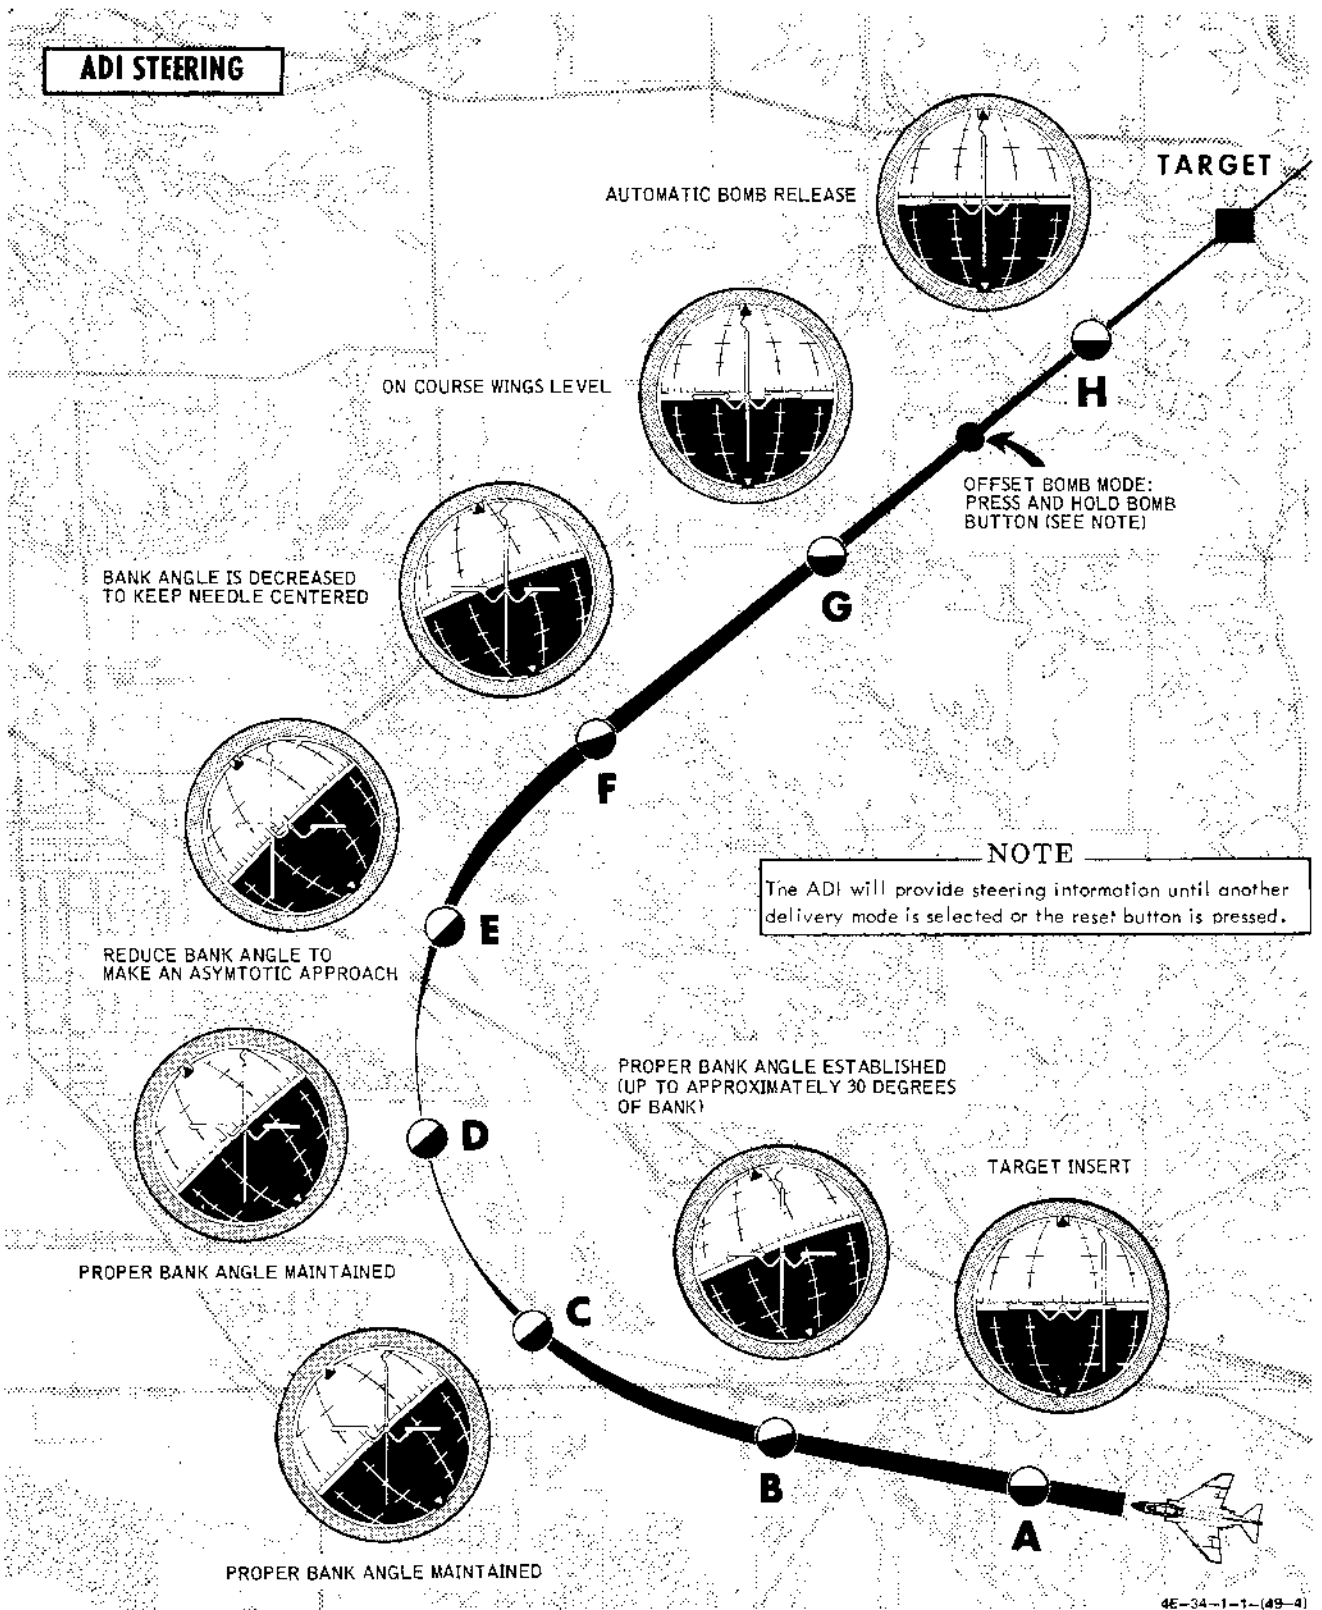 ADI STEERING
TARGET
AUTOMATIC BOMB RELEASE
H
ON COURSE WINGS LEVEL
OFFSET BOMB MODE:
PRESS AND HOLD BOMB
BUTTON (SEE NOTE)
G
BANK ANGLE IS DECREASED
TO KEEP NEEDLE CENTERED
F
NOTE
The ADI will provide steering information until another
delivery mode is selected or the reset button is pressed.
E
REDUCE BANK ANGLE TO
MAKE AN ASYMTOTIC APPROACH
D
PROPER BANK ANGLE ESTABLISHED
(UP TO APPROXIMATELY 30 DEGREES
OF BANK)
TARGET INSERT
PROPER BANK ANGLE MAINTAINED
C
B
A
PROPER BANK ANGLE MAINTAINED
4E-34-1-1-(49-4)